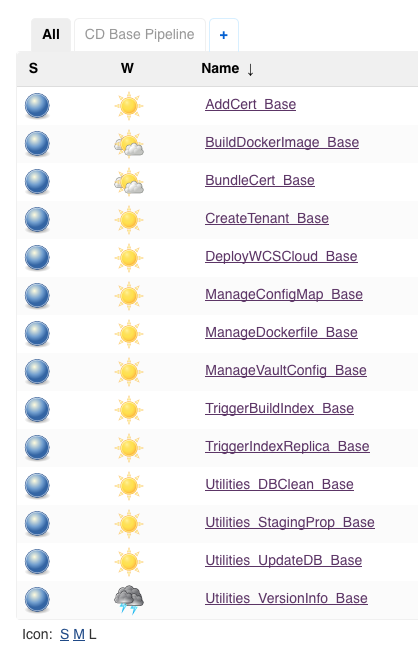 All CD Base Pipeline +
S W Name ↓
AddCert_Base
BuildDockerImage_Base
BundleCert_Base
CreateTenant_Base
DeployWCSCloud_Base
ManageConfigMap_Base
ManageDockerfile_Base
ManageVaultConfig_Base
TriggerBuildIndex_Base
TriggerIndexReplica_Base
Utilities_DBClean_Base
Utilities_StagingProp_Base
Utilities_UpdateDB_Base
Utilities_VersionInfo_Base
Icon: S M L